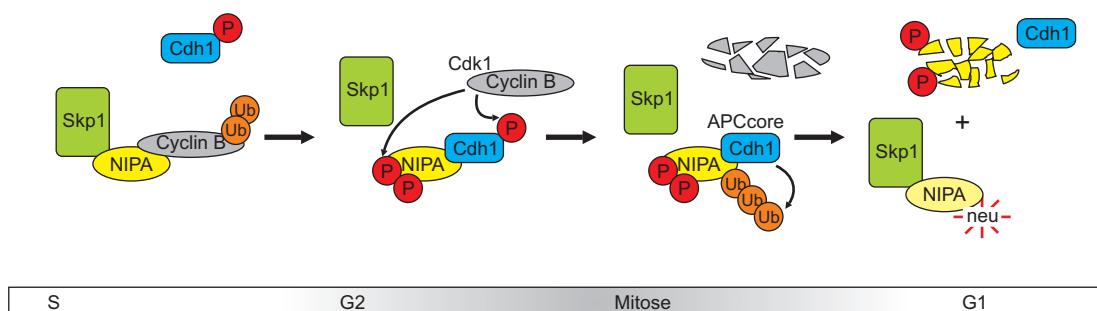 P
Cdh1
Skp1
Ub
Ub
Cyclin B
NIPA
Cdk1
Cyclin B
Skp1
P
Cdh1
P
NIPA
P
Skp1
APCcore
Cdh1
NIPA
P
P
Ub
Ub
Ub
P
Cdh1
P
+
Skp1
NIPA
neu
S G2 Mitose G1